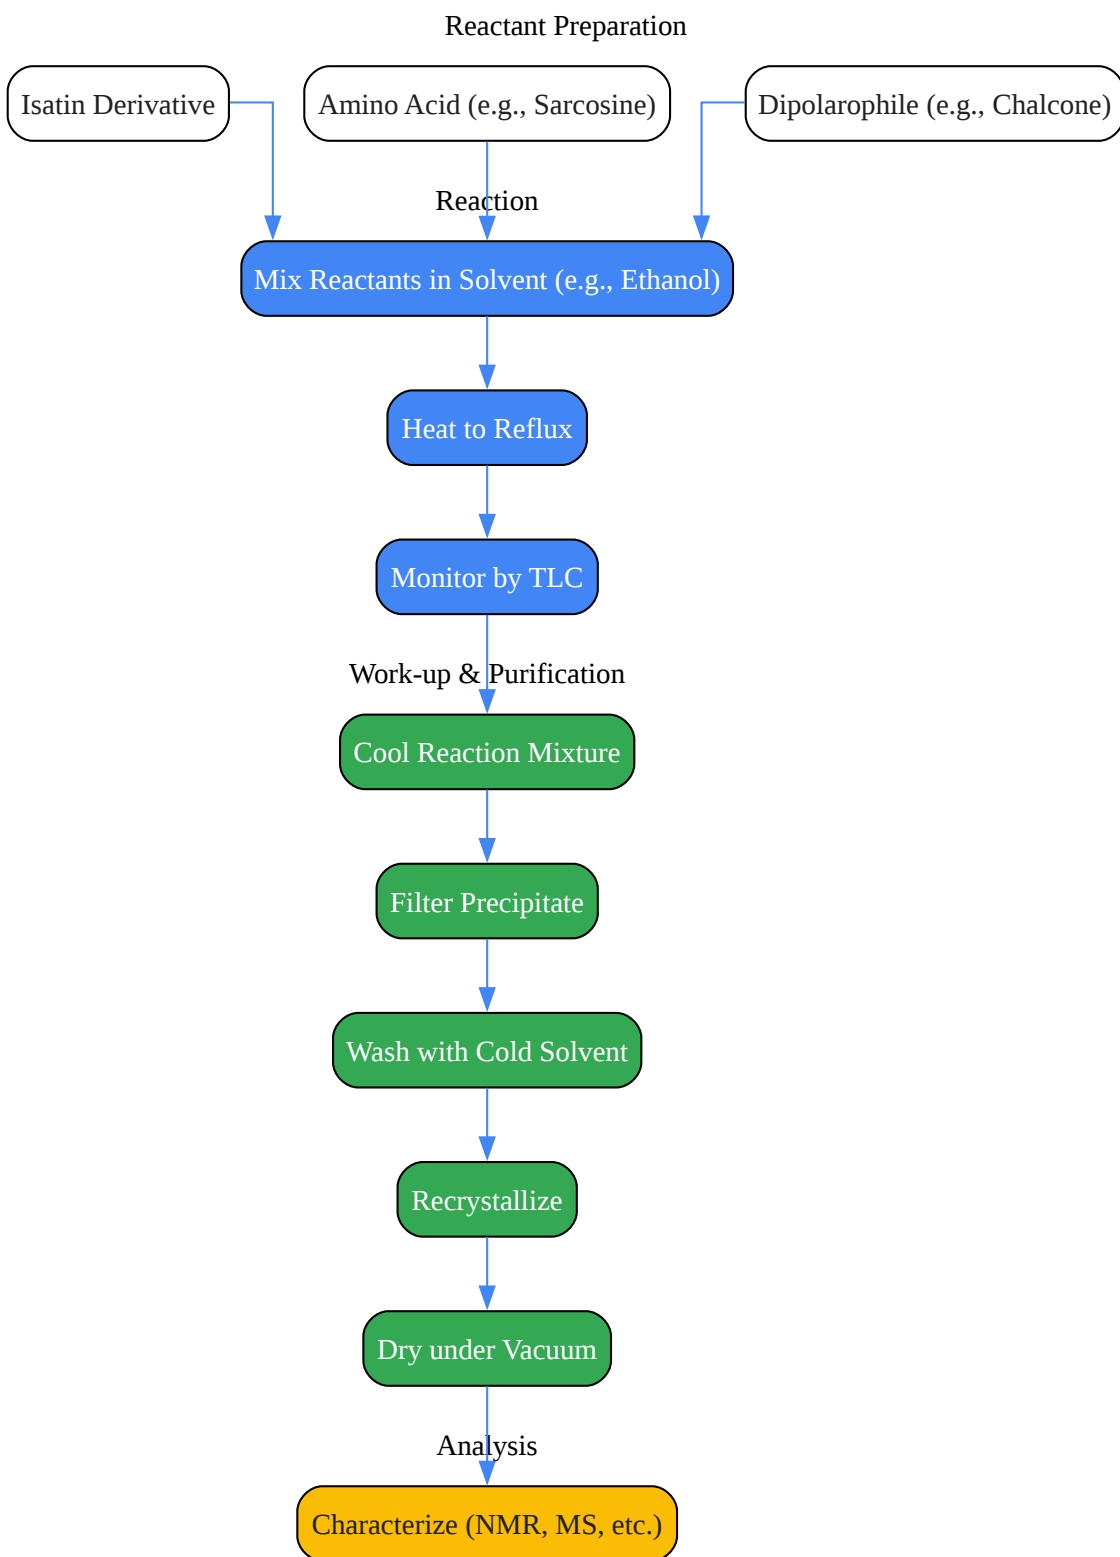 Reactant Preparation
Isatin Derivative
Amino Acid (e.g., Sarcosine)
Dipolarophile (e.g., Chalcone)
Reaction
Mix Reactants in Solvent (e.g., Ethanol)
Heat to Reflux
Monitor by TLC
Work-up & Purification
Cool Reaction Mixture
Filter Precipitate
Wash with Cold Solvent
Recrystallize
Dry under Vacuum
Analysis
Characterize (NMR, MS, etc.)